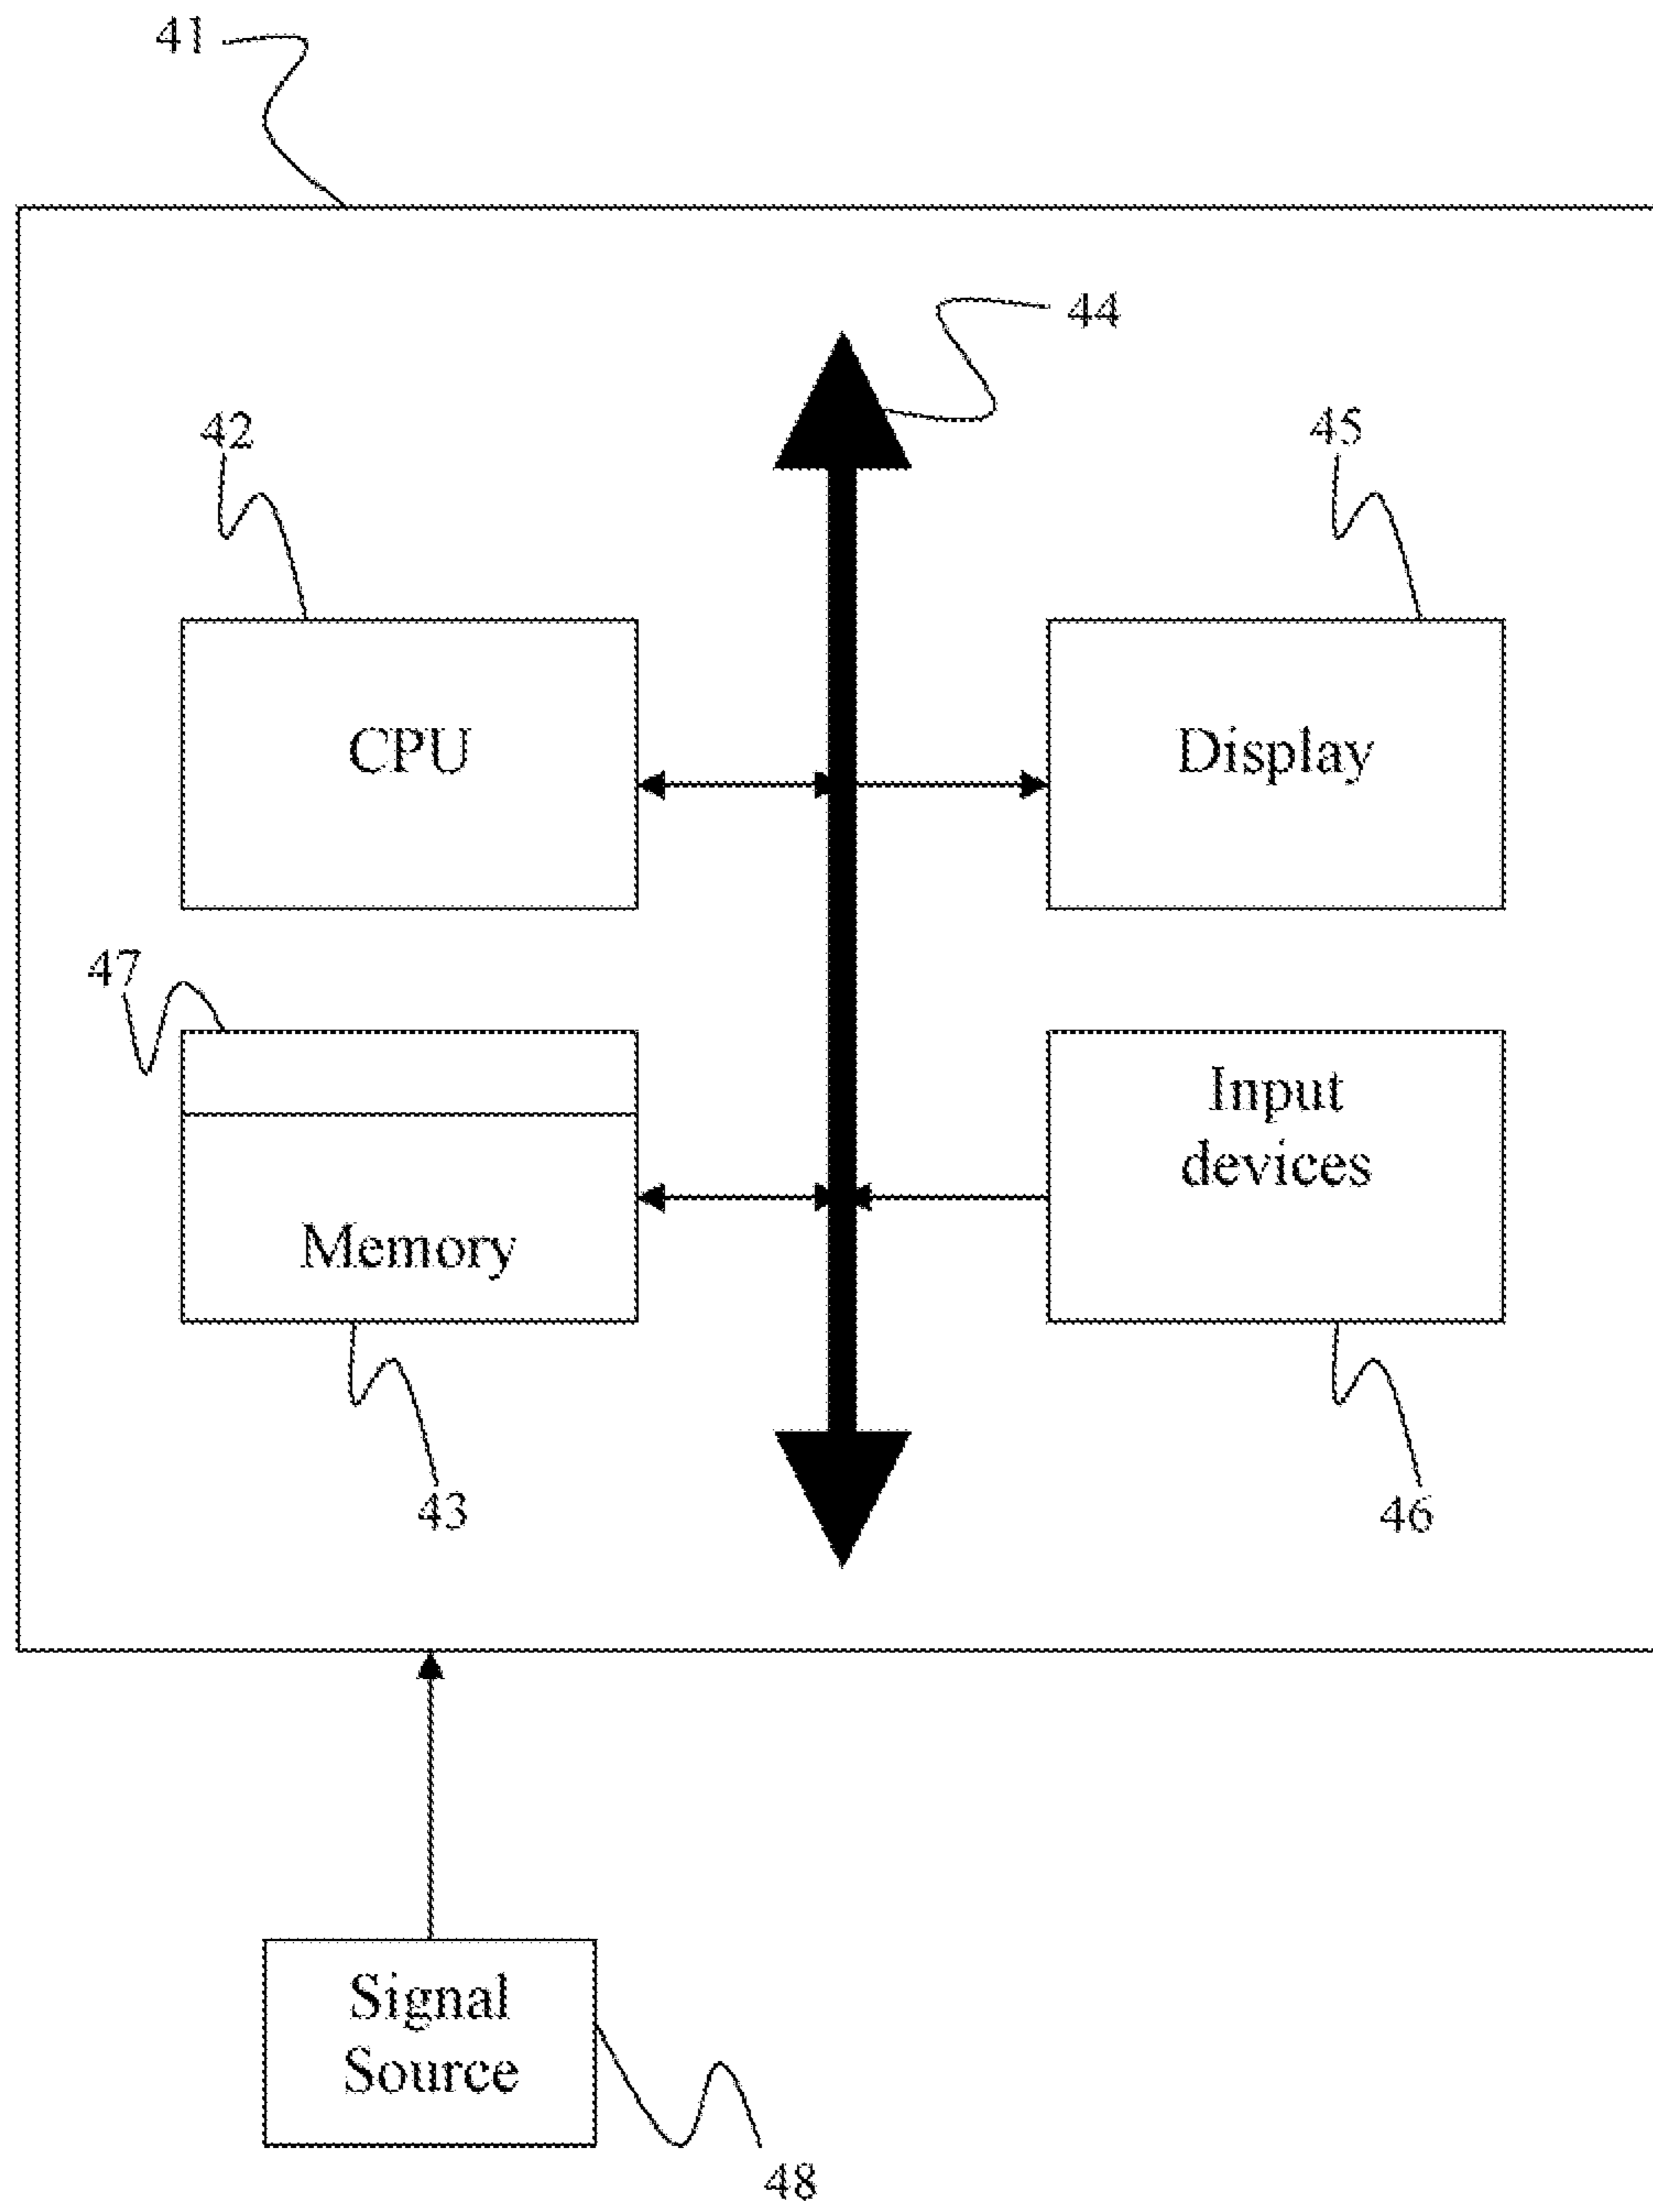 41
44
42
45
CPU
Display
47
Input
devices
Memory
43
46
Signal
Source
48